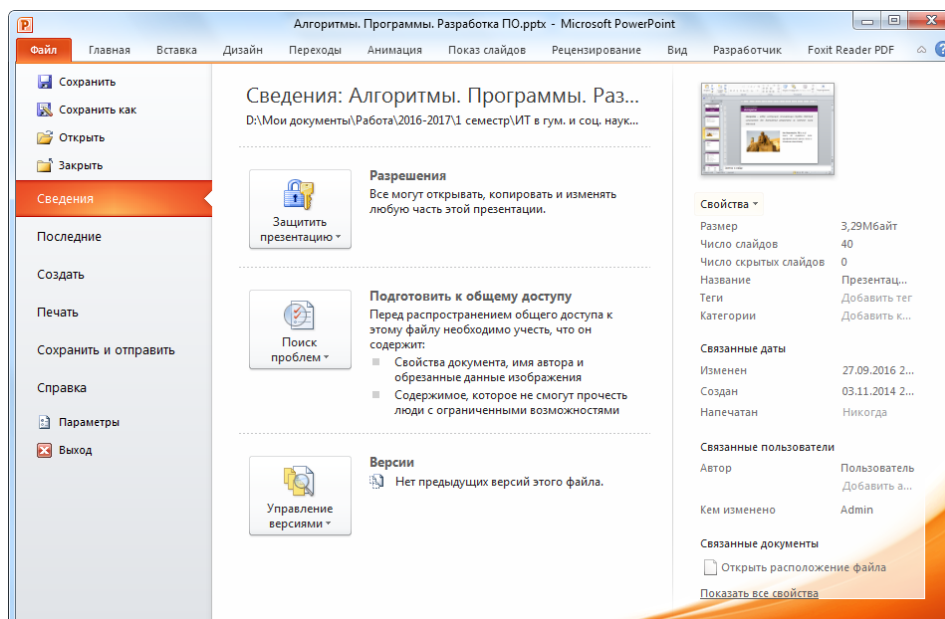 Алгоритмы. Программы. Разработка ПО.pptx - Microsoft PowerPoint
Файл Главная Вставка Дизайн Переходы Анимация Показ слайдов Рецензирование Вид Разработчик Foxit Reader PDF
Сохранить
Сохранить как
Открыть
Закрыть
Сведения
Последние
Создать
Печать
Сохранить и отправить
Справка
Параметры
Выход
Сведения: Алгоритмы. Программы. Раз...
D:\Мои документы\Работа\2016-2017\1 семестр\ИТ в гум. и соц. наук...
Защитить
презентацию
Разрешения
Все могут открывать, копировать и изменять
любую часть этой презентации.
Поиск
проблем
Подготовить к общему доступу
Перед распространением общего доступа к
этому файлу необходимо учесть, что он
содержит:
Свойства документа, имя автора и
обрезанные данные изображения
Содержимое, которое не смогут прочесть
люди с ограниченными возможностями
Управление
версиями
Версии
Нет предыдущих версий этого файла.
Свойства
Размер 3,29Мбайт
Число слайдов 40
Число скрытых слайдов 0
Название Презентац...
Теги Добавить тег
Категории Добавить к...
Связанные даты
Изменен 27.09.2016 2...
Создан 03.11.2014 2...
Напечатан Никогда
Связанные пользователи
Автор Пользователь
Добавить а...
Кем изменено Admin
Связанные документы
Открыть расположение файла
Показать все свойства